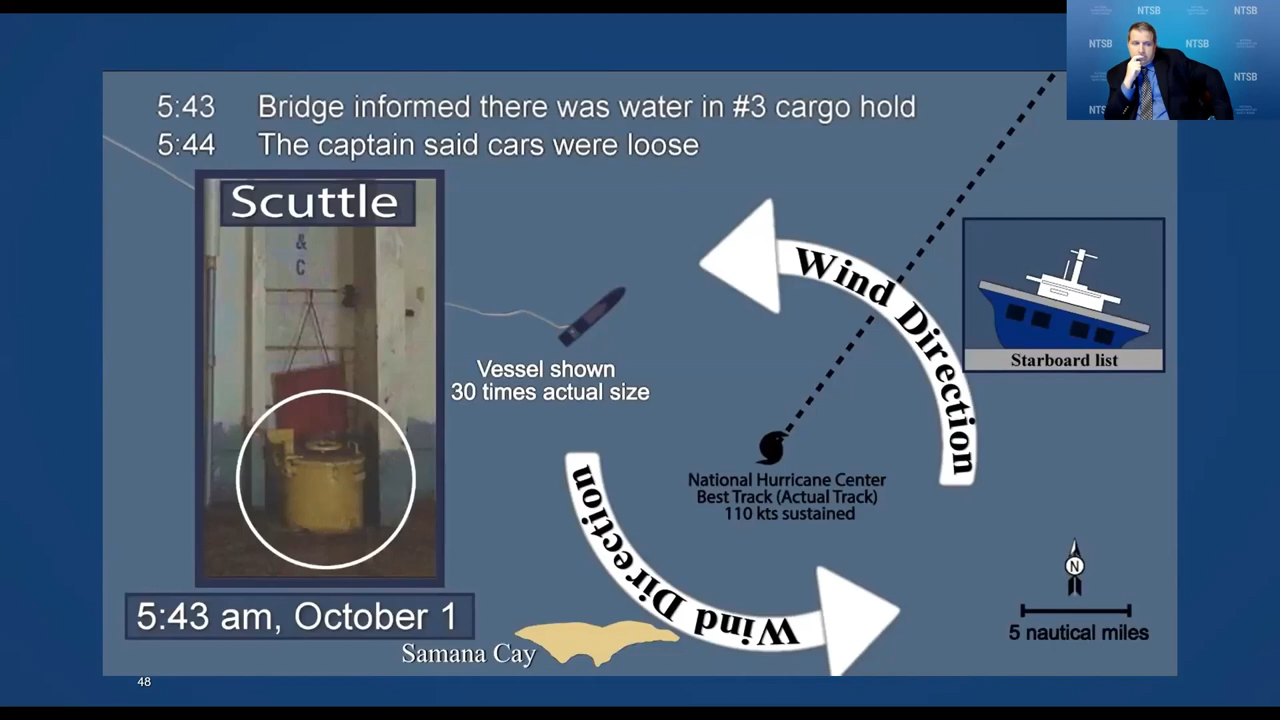 NTSB
NTSB
NTSB
NTSB
NTSB
NTSB
5:43 Bridge informed there was water in #3 cargo hold
5:44 The captain said cars were loose
Scuttle
&
C
Wind Direction
Starboard list
Vessel shown
30 times actual size
National Hurricane Center
Best Track (Actual Track)
110 kts sustained
Wind Direction
N
5 nautical miles
5:43 am, October 1
Samana Cay
48